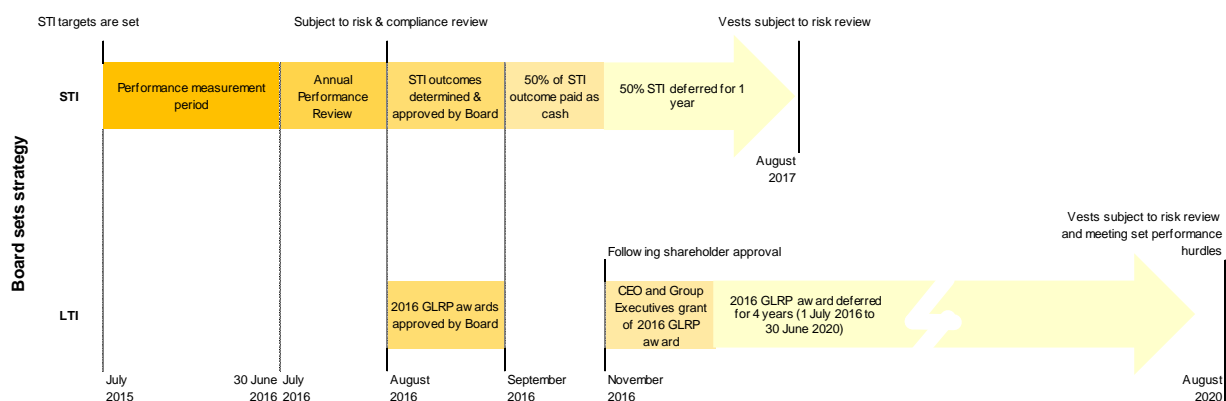 STI targets are set
Subject to risk & compliance review
Vests subject to risk review
Board sets strategy
STI
Performance measurement
period
Annual
Performance
Review
STI outcomes
determined &
approved by Board
50% of STI
outcome paid as
cash
50% STI deferred for 1
year
August
2017
Vests subject to risk review
and meeting set performance
hurdles
Following shareholder approval
LTI
2016 GLRP awards
approved by Board
CEO and Group
Executives grant
of 2016 GLRP
award
2016 GLRP award deferred
for 4 years (1 July 2016 to
30 June 2020)
July
2015
30 June
2016
July
2016
August
2016
September
2016
November
2016
August
2020